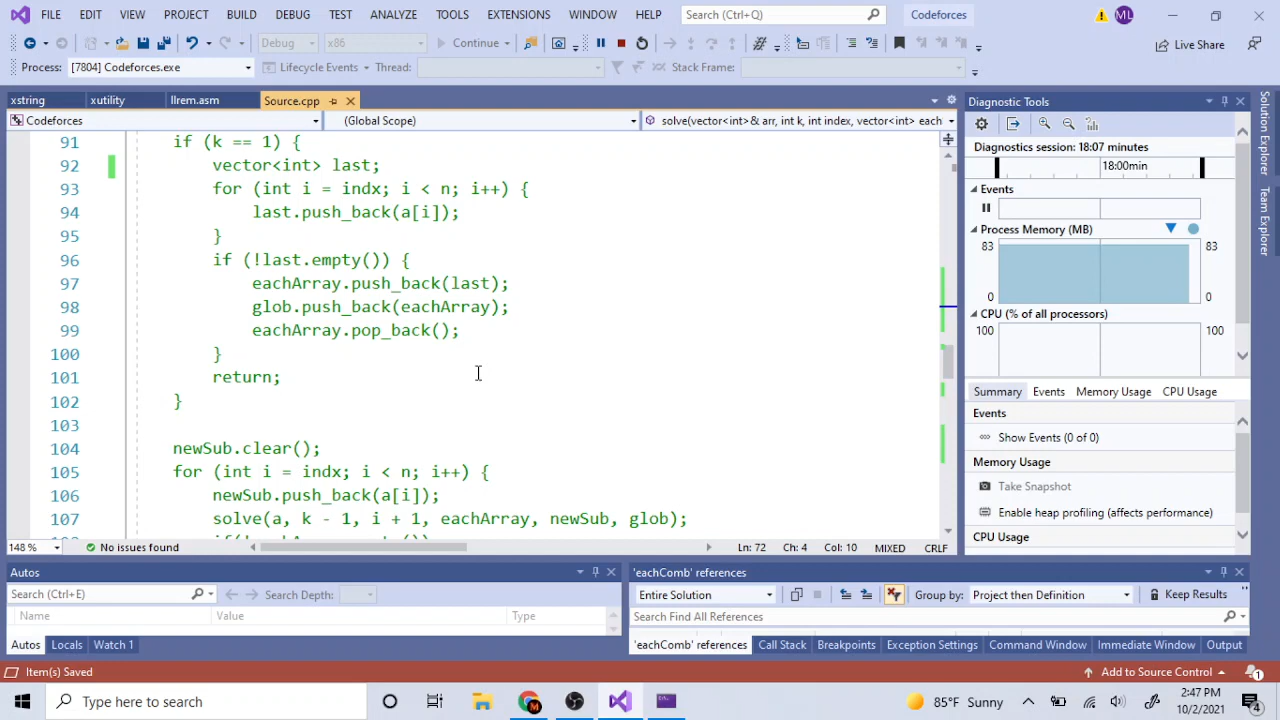 FILE EDIT VIEW PROJECT BUILD DEBUG TEST ANALYZE TOOLS EXTENSIONS WINDOW HELP Search (Ctrl+Q) Codeforces ML
Debug x86 Continue Live Share
Process: [7804] Codeforces.exe Lifecycle Events Thread: Stack Frame:
xstring xutility llrem.asm Source.cpp
Codeforces (Global Scope) solve(vector<int>& arr, int k, int index, vector<int> each
91 if (k == 1) {
92 vector<int> last;
93 for (int i = indx; i < n; i++) {
94 last.push_back(a[i]);
95 }
96 if (!last.empty()) {
97 eachArray.push_back(last);
98 glob.push_back(eachArray);
99 eachArray.pop_back();
100 }
101 return;
102 }
103
104 newSub.clear();
105 for (int i = indx; i < n; i++) {
106 newSub.push_back(a[i]);
107 solve(a, k - 1, i + 1, eachArray, newSub, glob);
148 % No issues found Ln: 72 Ch: 4 Col: 10 MIXED CRLF
Diagnostic Tools
Diagnostics session: 18:07 minutes
18:00min
Events
Process Memory (MB)
83 83
0 0
CPU (% of all processors)
100 100
Summary Events Memory Usage CPU Usage
Events
Show Events (0 of 0)
Memory Usage
Take Snapshot
Enable heap profiling (affects performance)
CPU Usage
Solution Explorer
Team Explorer
Autos
Search (Ctrl+E) Search Depth:
Name Value Type
Autos Locals Watch 1
'eachComb' references
Entire Solution Group by: Project then Definition Keep Results
Search Find All References
'eachComb' references Call Stack Breakpoints Exception Settings Command Window Immediate Window Output
Item(s) Saved Add to Source Control 1
Type here to search 85°F Sunny 2:47 PM
10/2/2021 4